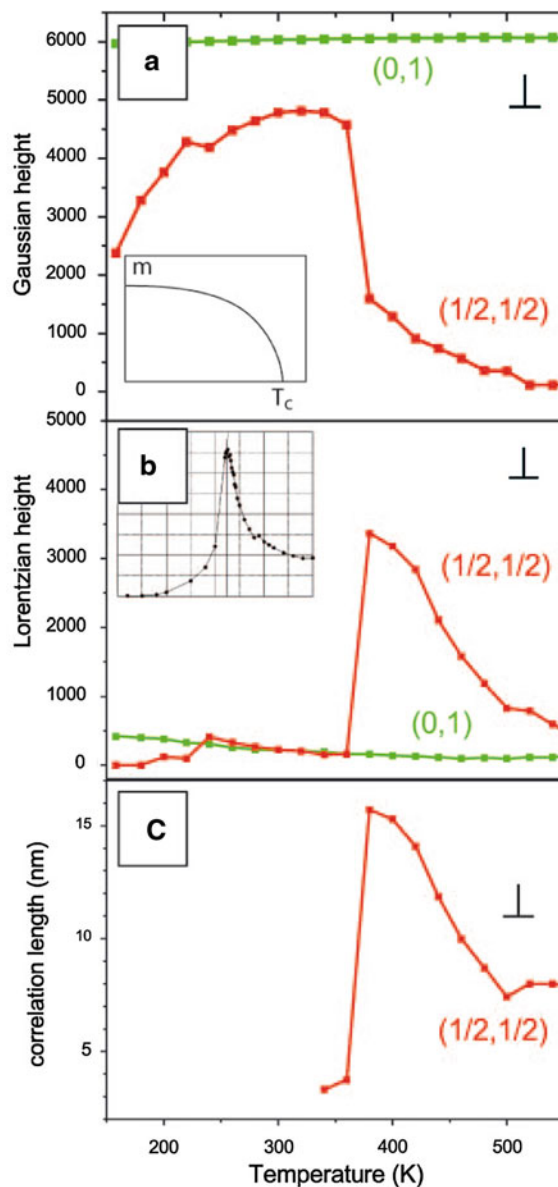 a
6000
5000
4000
3000
2000
1000
0
Gaussian height
(0,1)
⊥
(1/2,1/2)
m
Tc
b
5000
4000
3000
2000
1000
0
Lorentzian height
⊥
(1/2,1/2)
(0,1)
C
15
10
5
correlation length (nm)
⊥
(1/2,1/2)
200 300 400 500
Temperature (K)